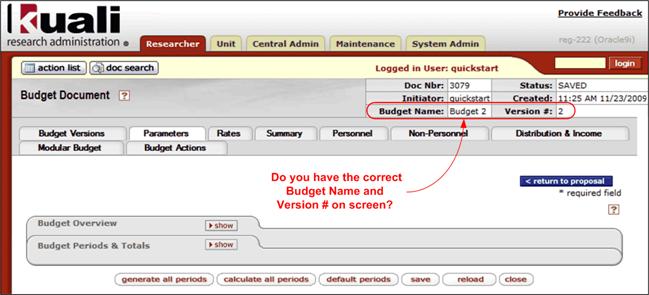 Kuali
research administration
Provide Feedback
Researcher Unit Central Admin Maintenance System Admin
reg-222 (Oracle9i)
action list doc search
Logged in User: quickstart
login
Budget Document ?
Doc Nbr: 3079 Status: SAVED
Initiator: quickstart Created: 11:25 AM 11/23/2009
Budget Name: Budget 2 Version #: 2
Budget Versions Parameters Rates Summary Personnel Non-Personnel Distribution & Income
Modular Budget Budget Actions
Do you have the correct
Budget Name and
Version # on screen?
< return to proposal
* required field
?
Budget Overview show
Budget Periods & Totals show
generate all periods calculate all periods default periods save reload close